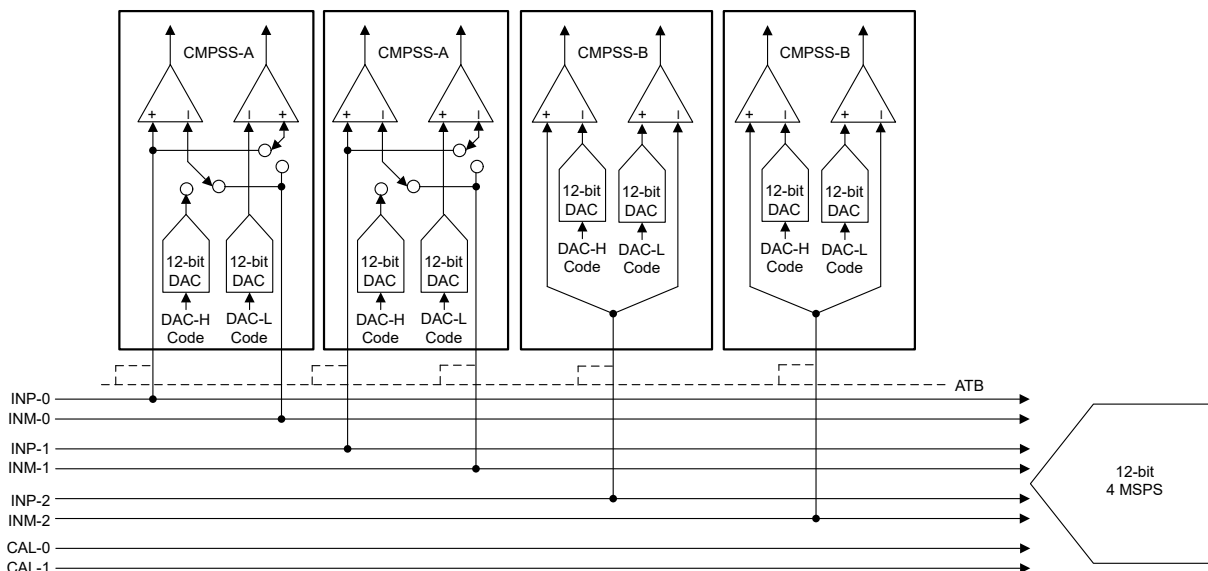 CMPSS-A
CMPSS-A
CMPSS-B
CMPSS-B
+ I I +
+ I + I
+ I + I
+ I + I
12-bit
DAC
12-bit
DAC
DAC-H
Code
DAC-L
Code
12-bit
DAC
12-bit
DAC
DAC-H
Code
DAC-L
Code
12-bit
DAC
12-bit
DAC
DAC-H
Code
DAC-L
Code
12-bit
DAC
12-bit
DAC
DAC-H
Code
DAC-L
Code
ATB
INP-0
INM-0
INP-1
INM-1
INP-2
INM-2
CAL-0
CAL-1
12-bit
4 MSPS